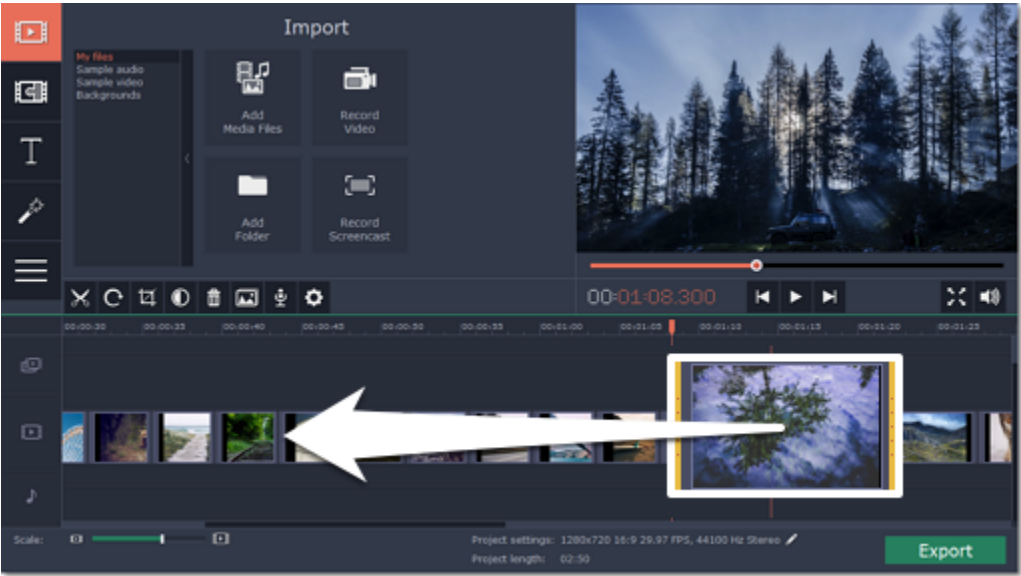 Import
My files
Sample audio
Sample video
Backgrounds
Add
Media Files
Record
Video
Add
Folder
Record
Screencast
T
00:01:08.300
00:00:30 00:00:35 00:00:40 00:00:45 00:00:50 00:00:55 00:01:00 00:01:05 00:01:10 00:01:15 00:01:20 00:01:25
Scale:
Project settings: 1280x720 16:9 29.97 FPS, 44100 Hz Stereo
Project length: 02:50
Export